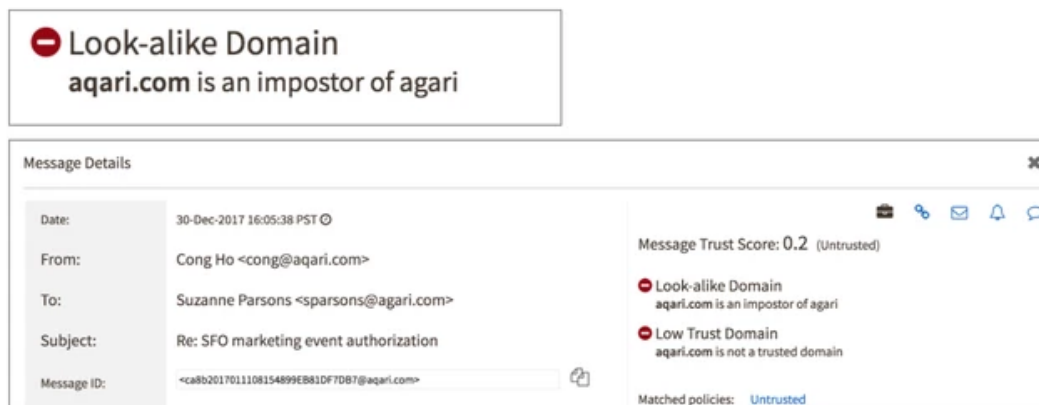 Look-alike Domain
aqari.com is an impostor of agari
Message Details
Date: 30-Dec-2017 16:05:38 PST
From: Cong Ho <cong@aqari.com>
To: Suzanne Parsons <sparsons@agari.com>
Subject: Re: SFO marketing event authorization
Message ID: <ca8b2017011108154899EB81DF7DB7@aqari.com>
Message Trust Score: 0.2 (Untrusted)
Look-alike Domain
aqari.com is an impostor of agari
Low Trust Domain
aqari.com is not a trusted domain
Matched policies: Untrusted